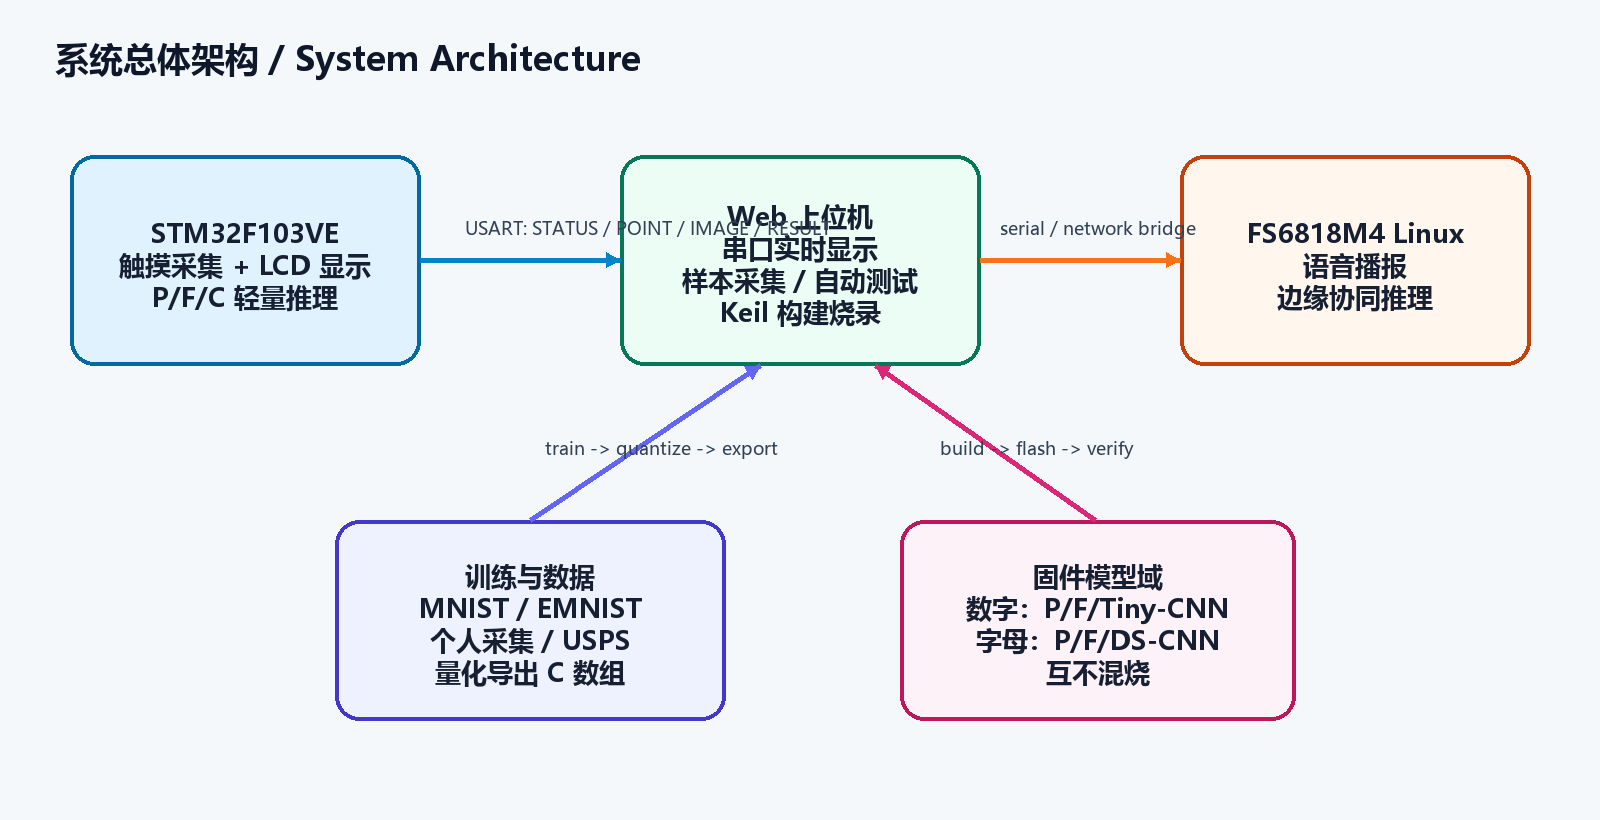 系统总体架构 / System Architecture
STM32F103VE
触摸采集 + LCD 显示
P/F/C 轻量推理
USART: STATUS / POINT / IMAGE / RESULT
Web 上位机
串口实时显示
样本采集 / 自动测试
Keil 构建烧录
serial / network bridge
FS6818M4 Linux
语音播报
边缘协同推理
train -> quantize -> export
build -> flash -> verify
训练与数据
MNIST / EMNIST
个人采集 / USPS
量化导出 C 数组
固件模型域
数字：P/F/Tiny-CNN
字母：P/F/DS-CNN
互不混烧